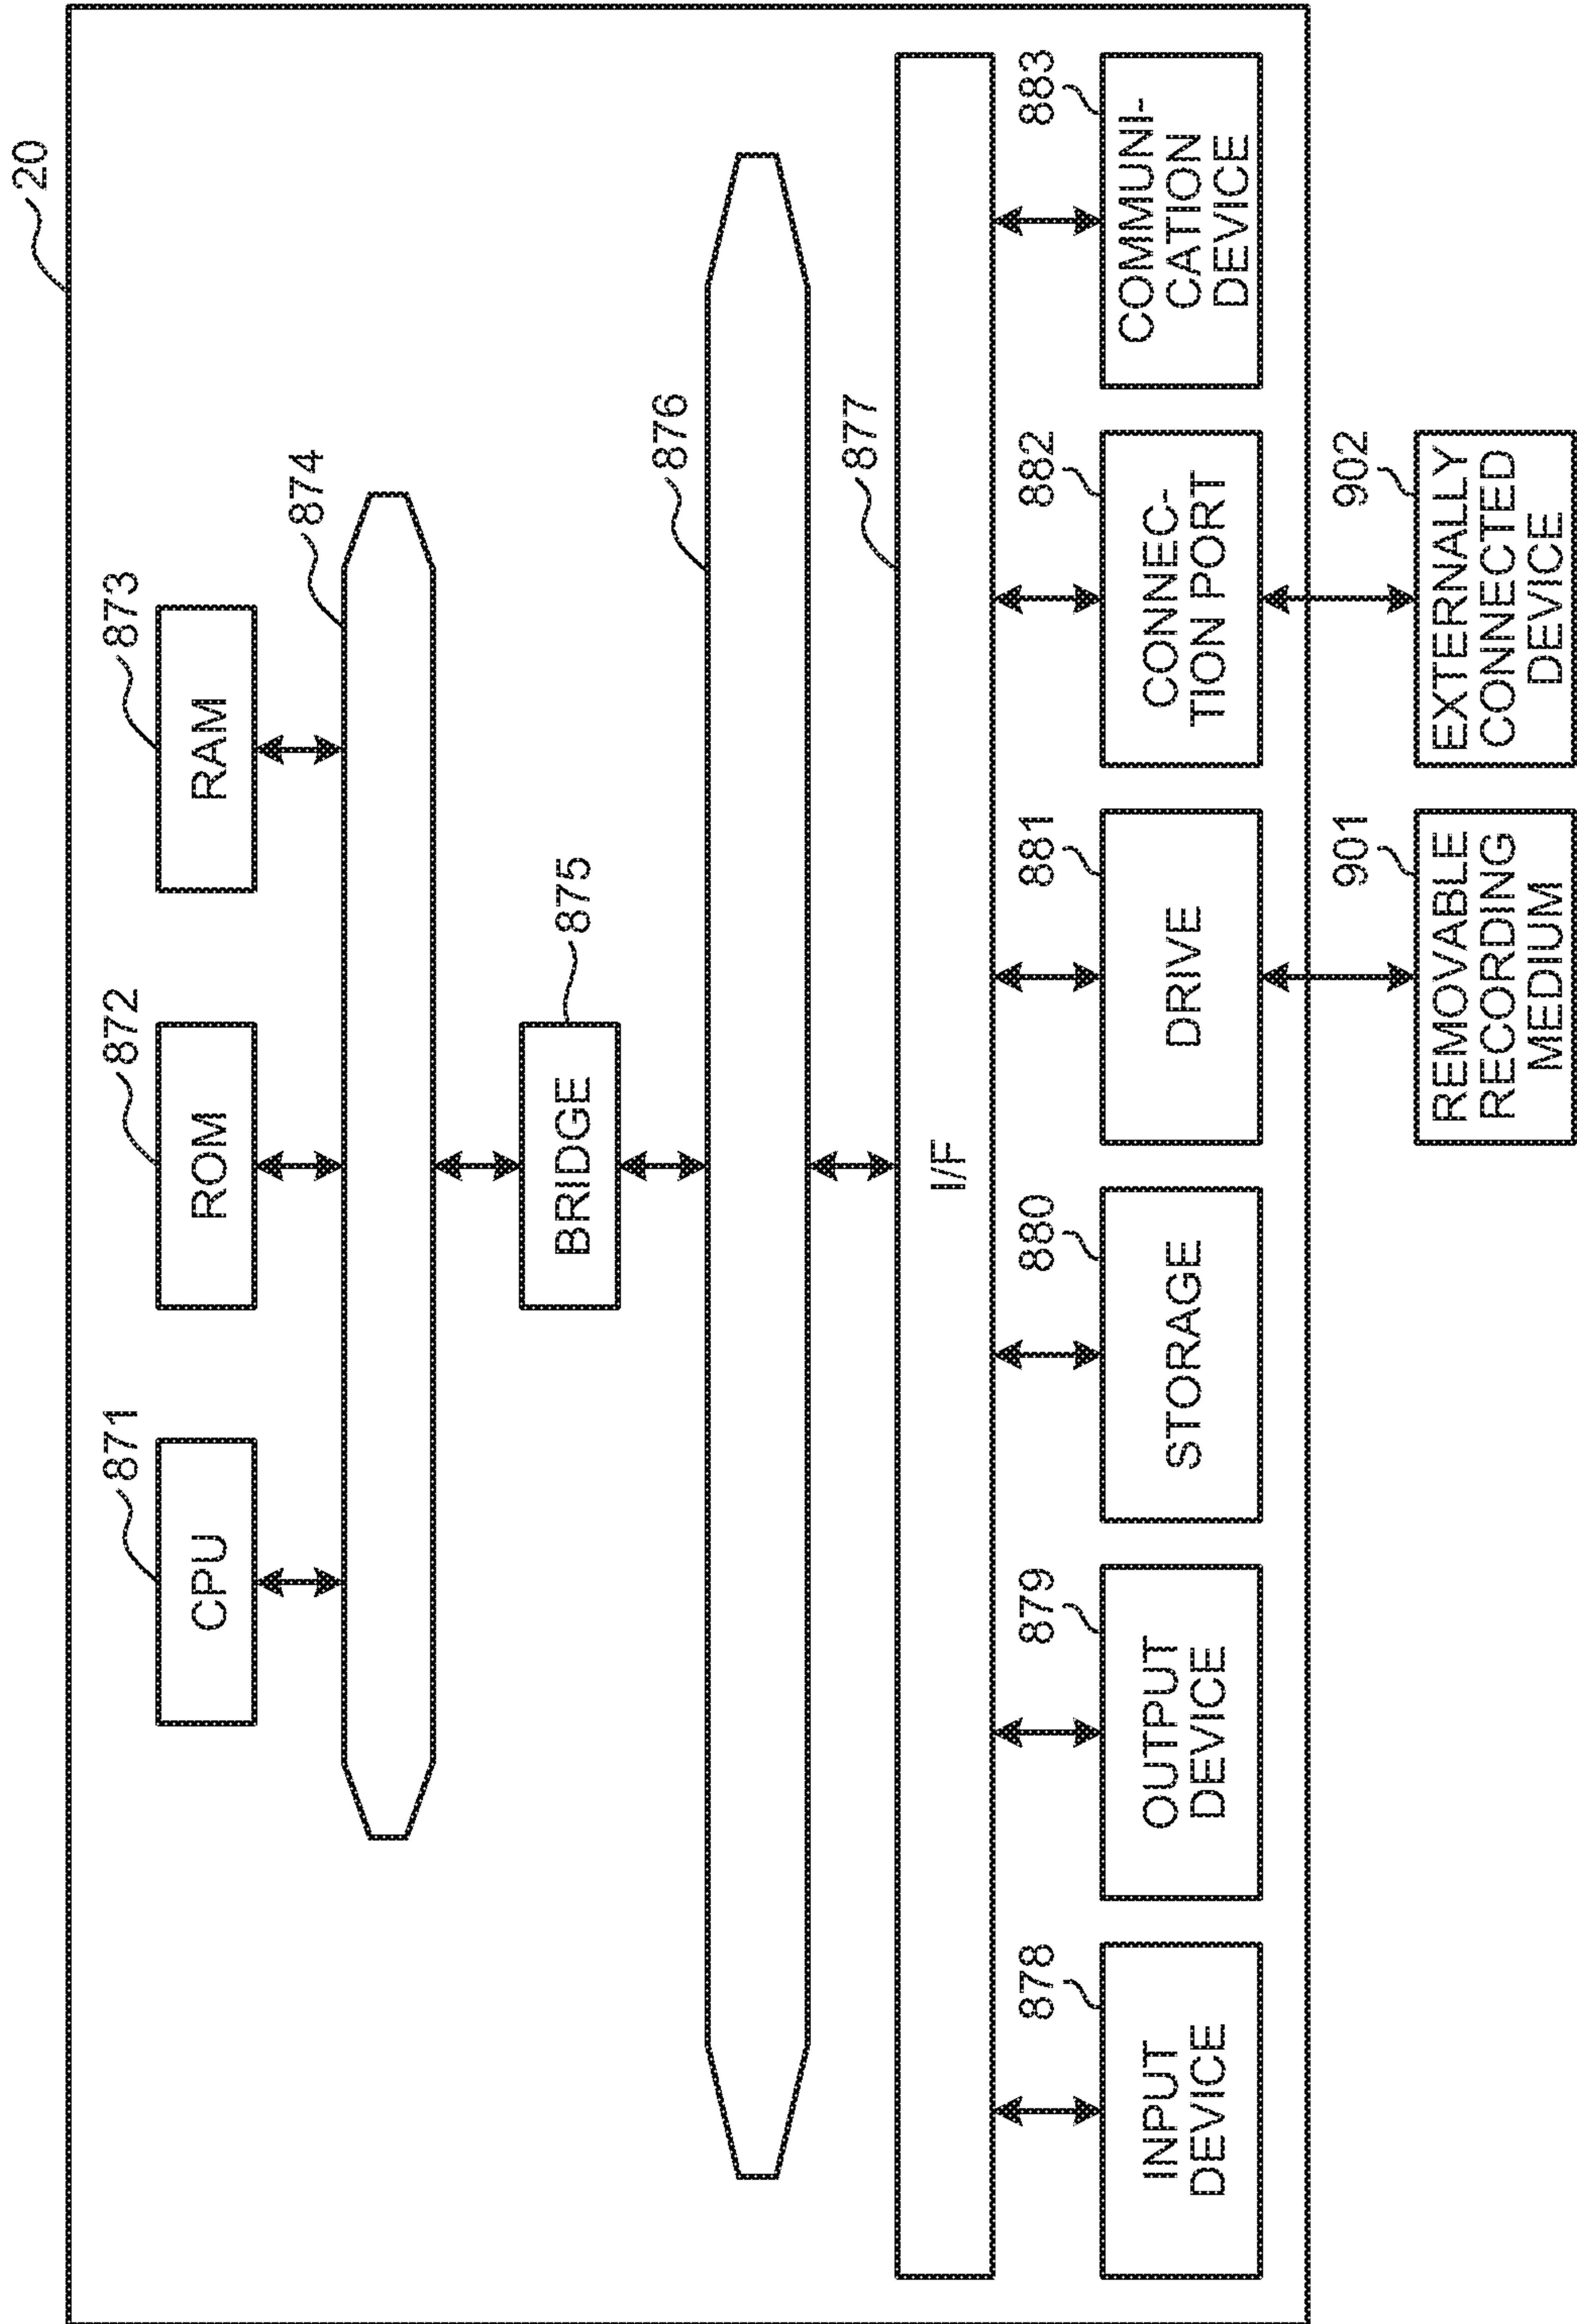 20
871
CPU
872
ROM
873
RAM
874
875
BRIDGE
876
877
I/F
878
INPUT
DEVICE
879
OUTPUT
DEVICE
880
STORAGE
881
DRIVE
882
CONNEC-
TION PORT
883
COMMUNI-
CATION
DEVICE
901
REMOVABLE
RECORDING
MEDIUM
902
EXTERNALLY
CONNECTED
DEVICE